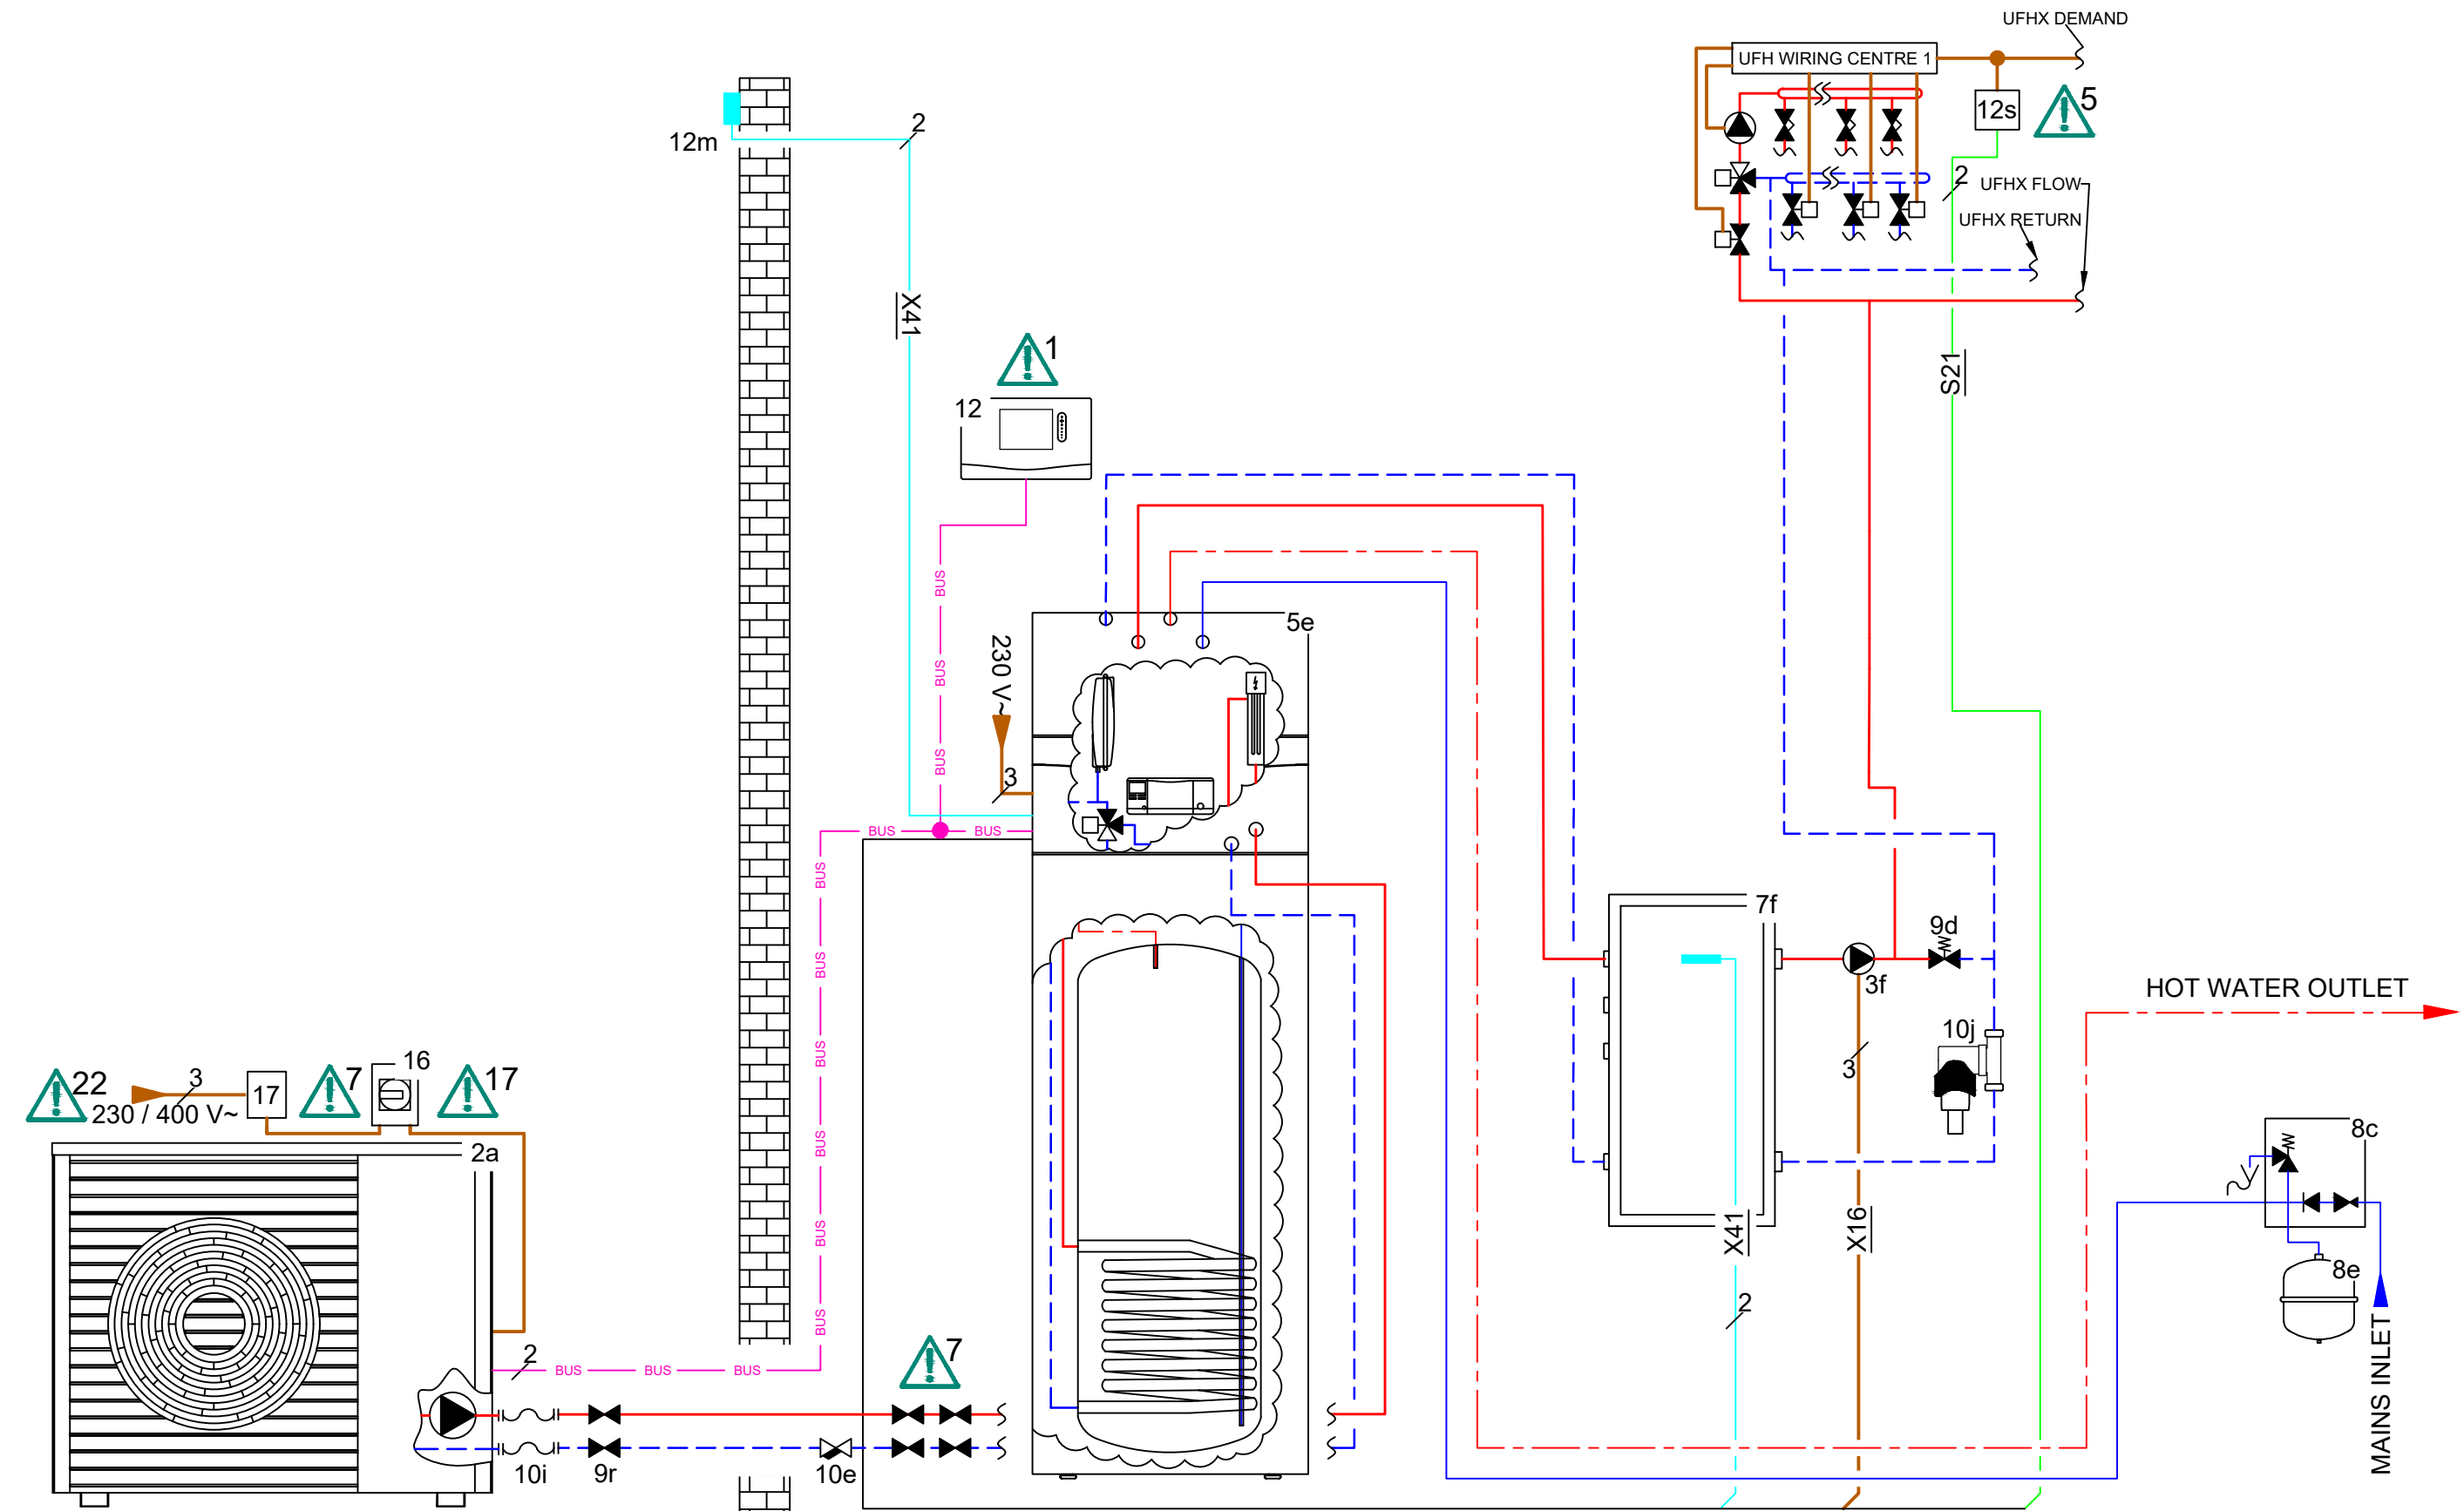 UFHX DEMAND
UFH WIRING CENTRE 1
12s
5
12m
2
2
UFHX FLOW
UFHX RETURN
X41
S21
1
12
BUS
BUS
BUS
5e
230 V~
3
BUS
BUS
BUS
BUS
BUS
BUS
BUS
BUS
BUS
7f
9d
3f
HOT WATER OUTLET
10j
3
22
3
17
7
16
17
230 / 400 V~
2a
8c
X41
X16
8e
2
2
BUS
BUS
BUS
7
MAINS INLET
10i
9r
10e